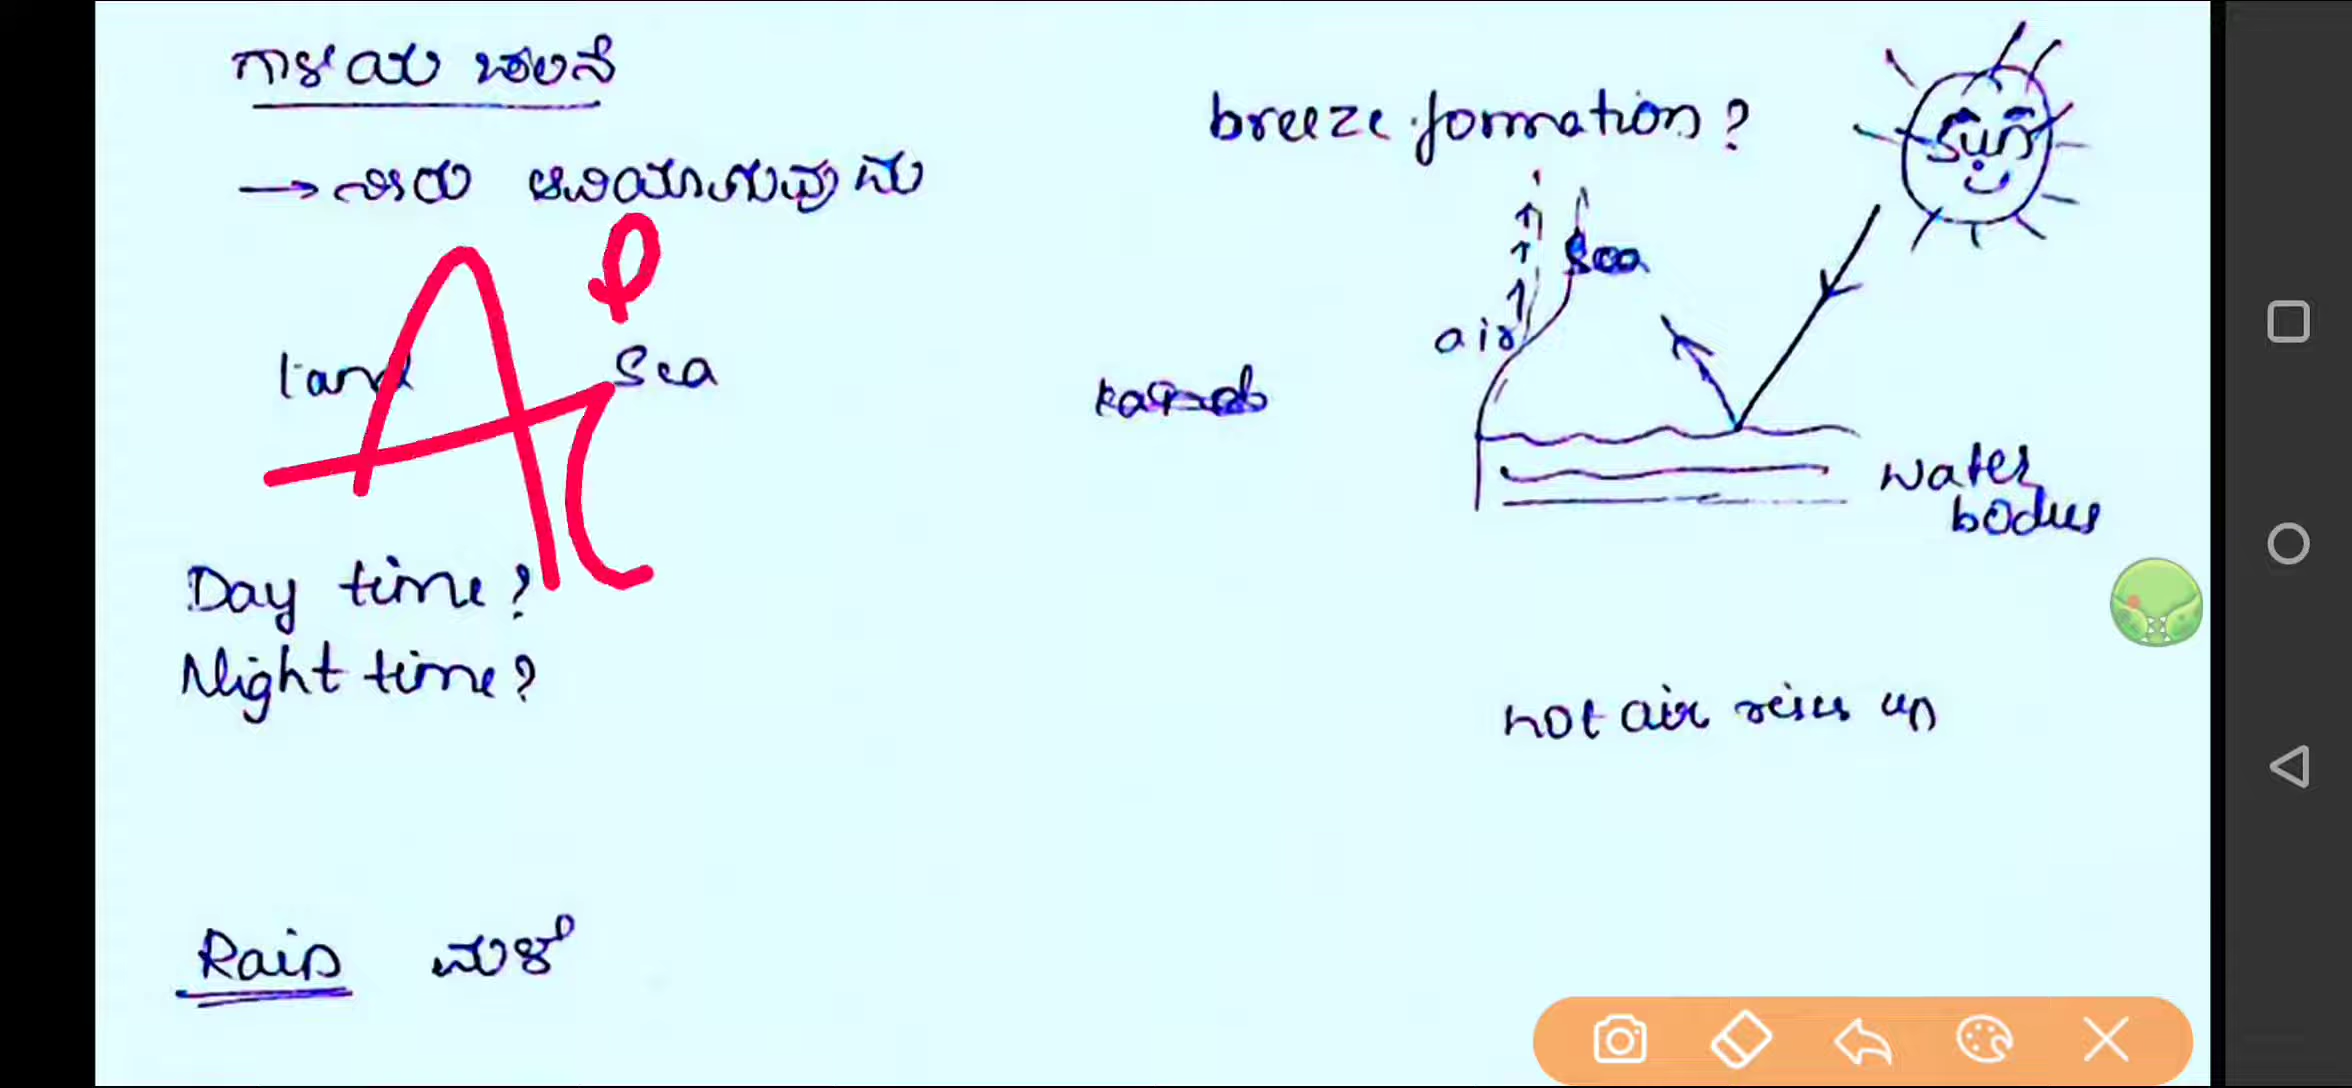 ಗಾಳಿಯ ಚಲನೆ
→ ನೀರು ಆವಿಯಾಗುವುದು
land
Sea
Day time?
Night time?
Rain ಮಳೆ
breeze formation?
Sun
Sea
air
water
bodies
hot air rises up